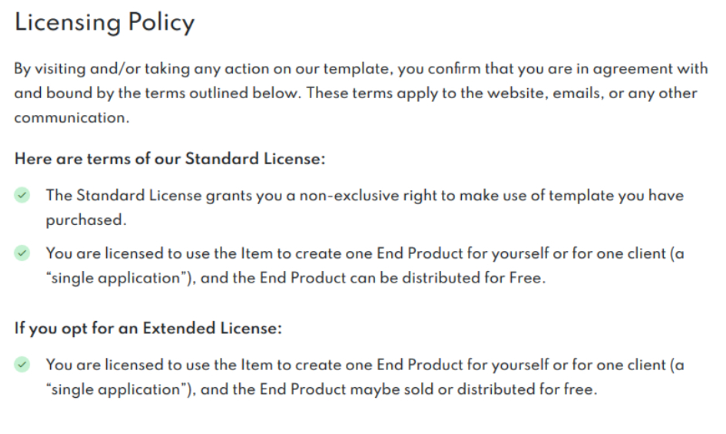 Licensing Policy
By visiting and/or taking any action on our template, you confirm that you are in agreement with
and bound by the terms outlined below. These terms apply to the website, emails, or any other
communication.
Here are terms of our Standard License:
The Standard License grants you a non-exclusive right to make use of template you have
purchased.
You are licensed to use the Item to create one End Product for yourself or for one client (a
“single application”), and the End Product can be distributed for Free.
If you opt for an Extended License:
You are licensed to use the Item to create one End Product for yourself or for one client (a
“single application”), and the End Product maybe sold or distributed for free.